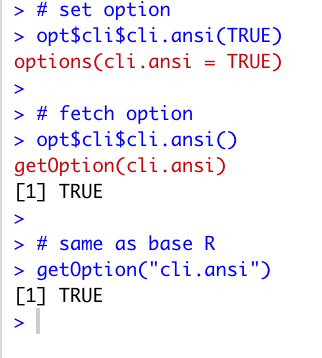 > # set option
> opt$cli$cli.ansi(TRUE)
options(cli.ansi = TRUE)
>
> # fetch option
> opt$cli$cli.ansi()
getOption(cli.ansi)
[1] TRUE
>
> # same as base R
> getOption("cli.ansi")
[1] TRUE
>